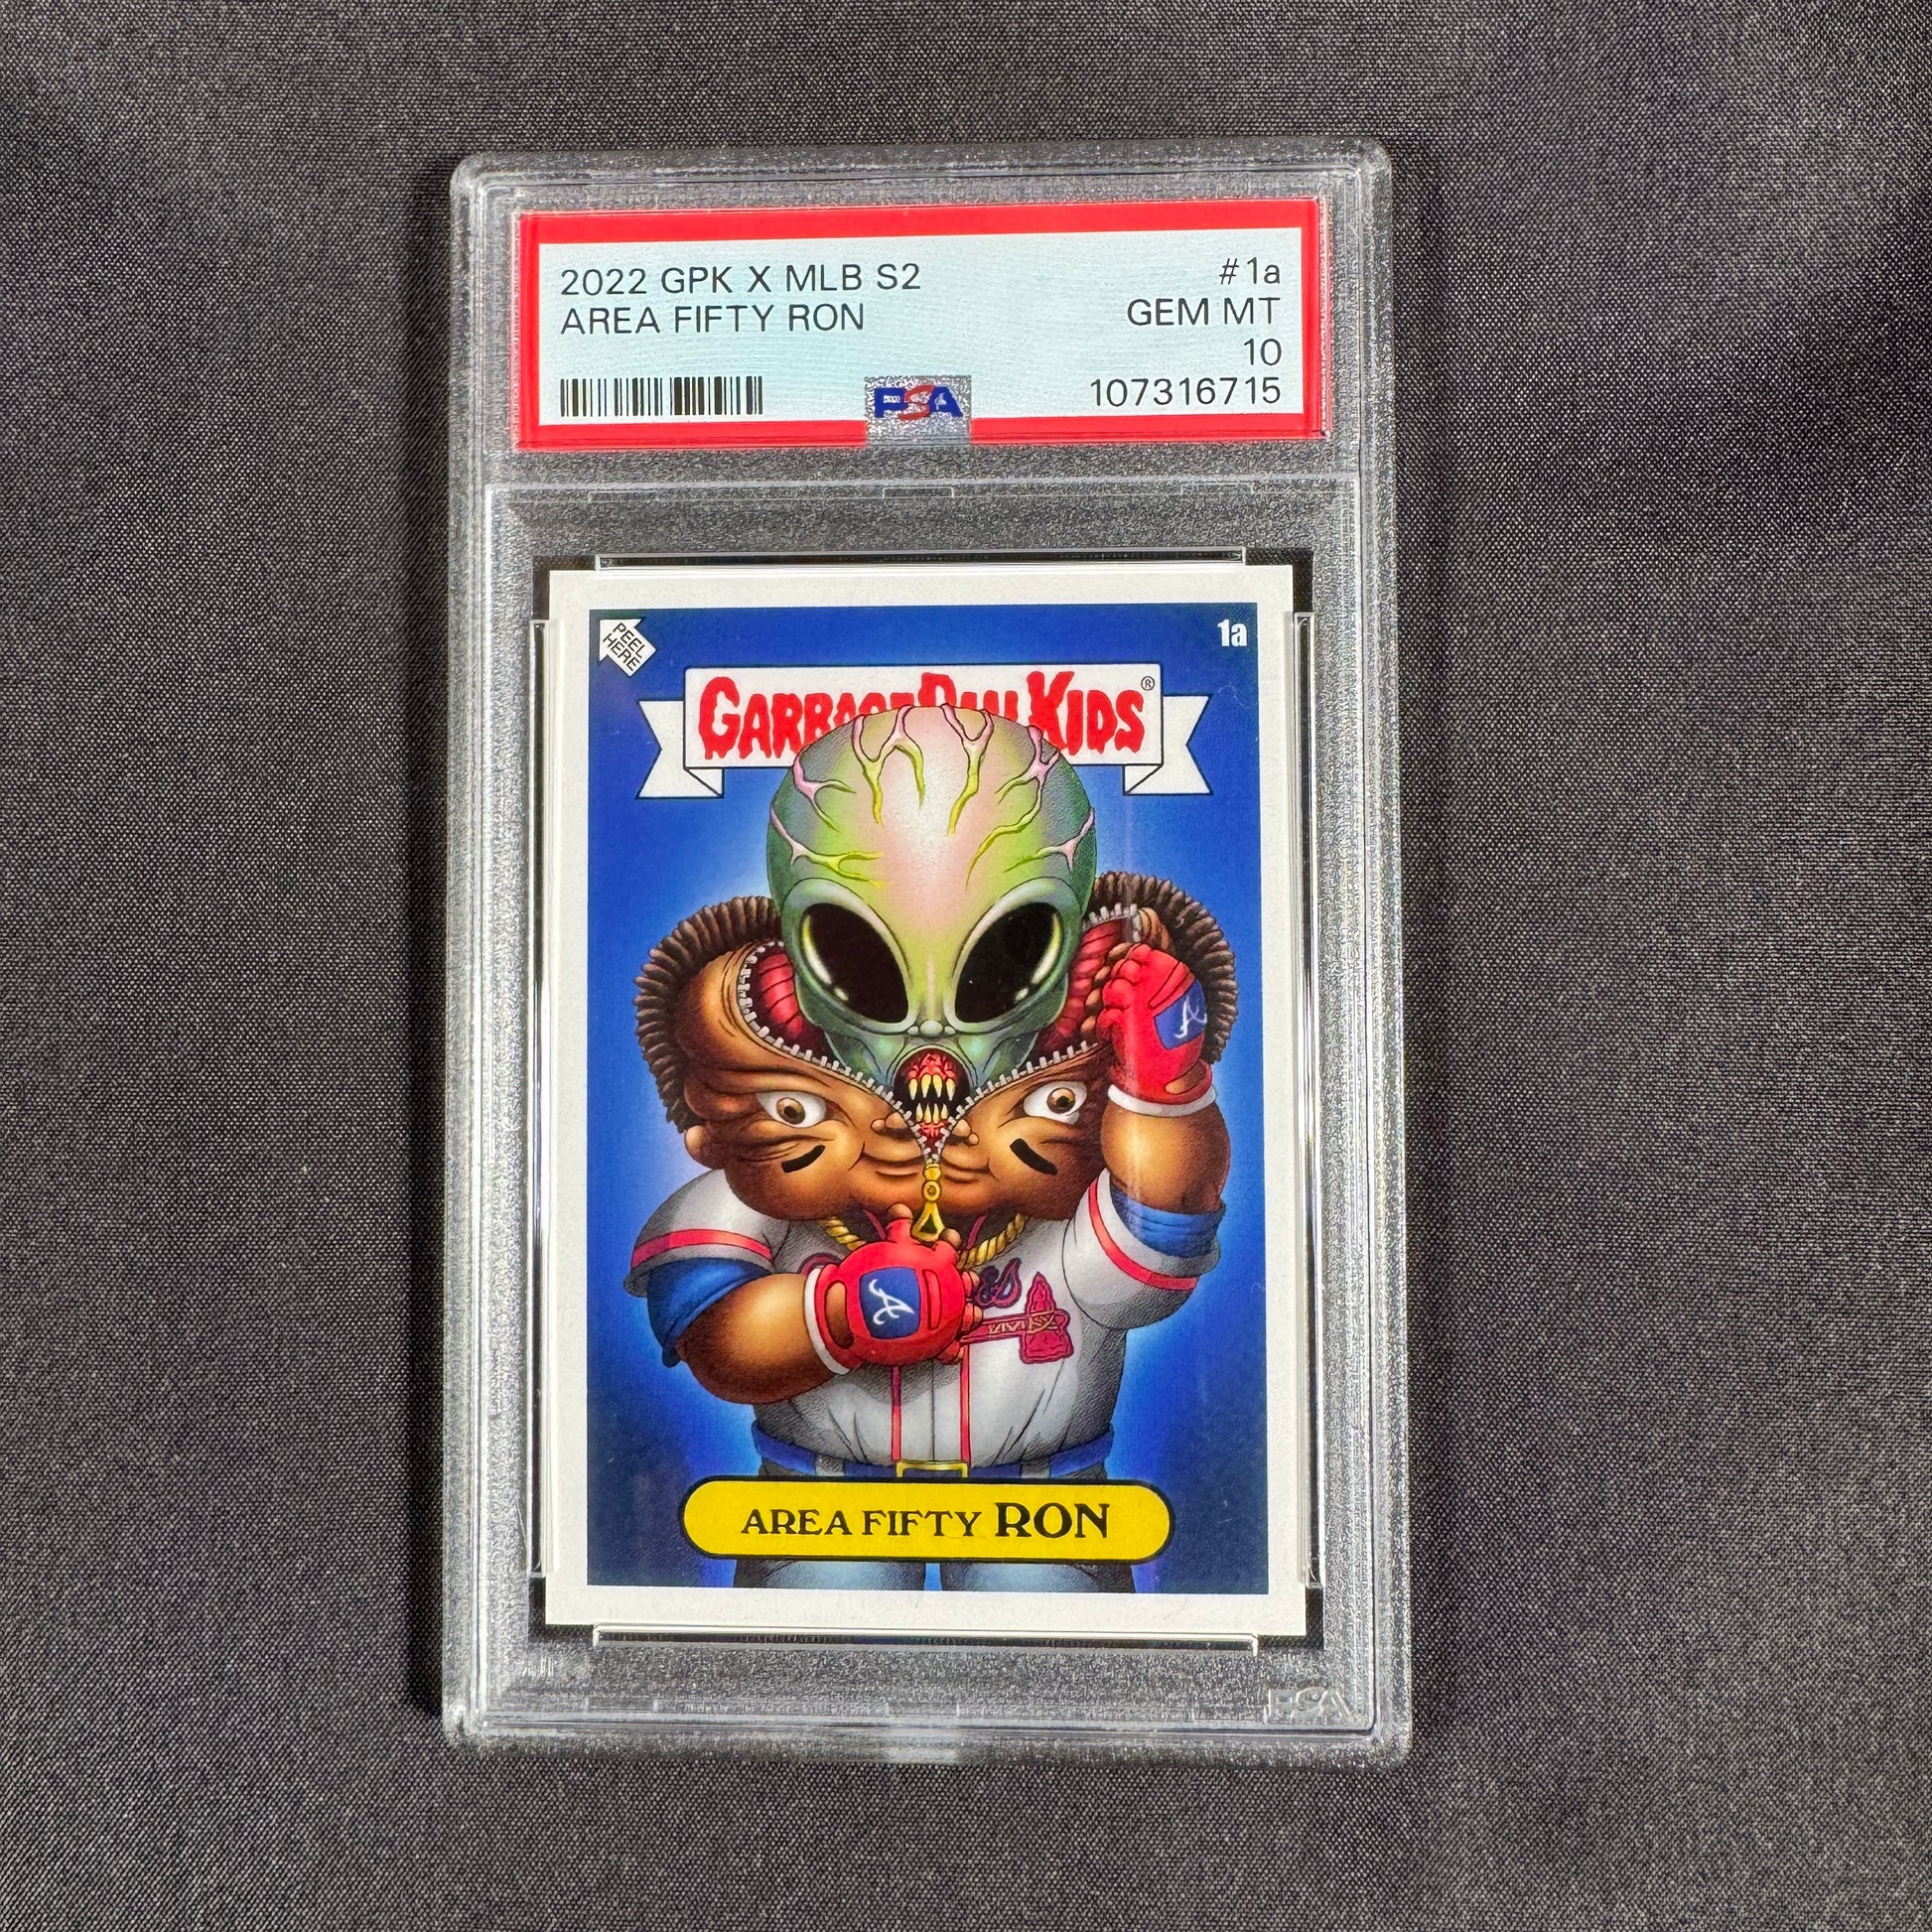 2022 GPK X MLB S2 #1a
AREA FIFTY RON GEM MT
10
PSA 107316715
PEEL HERE
1a
GARBAGE PAIL KIDS®
A
A
AREA FIFTY RON
PSA